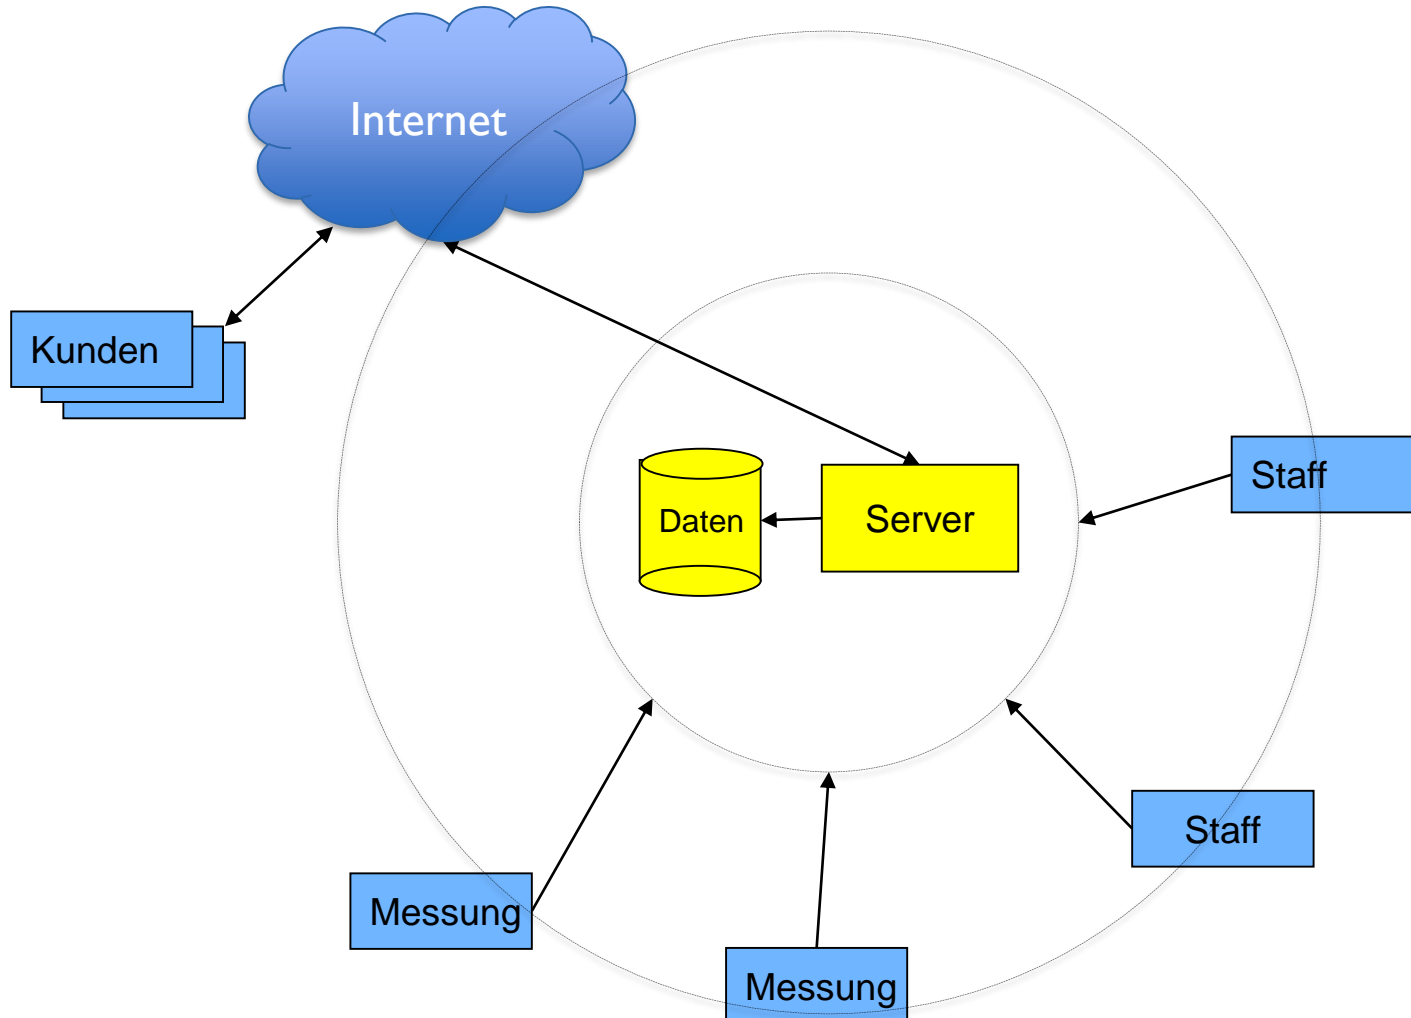 Internet
Kunden
Daten
Server
Staff
Staff
Messung
Messung